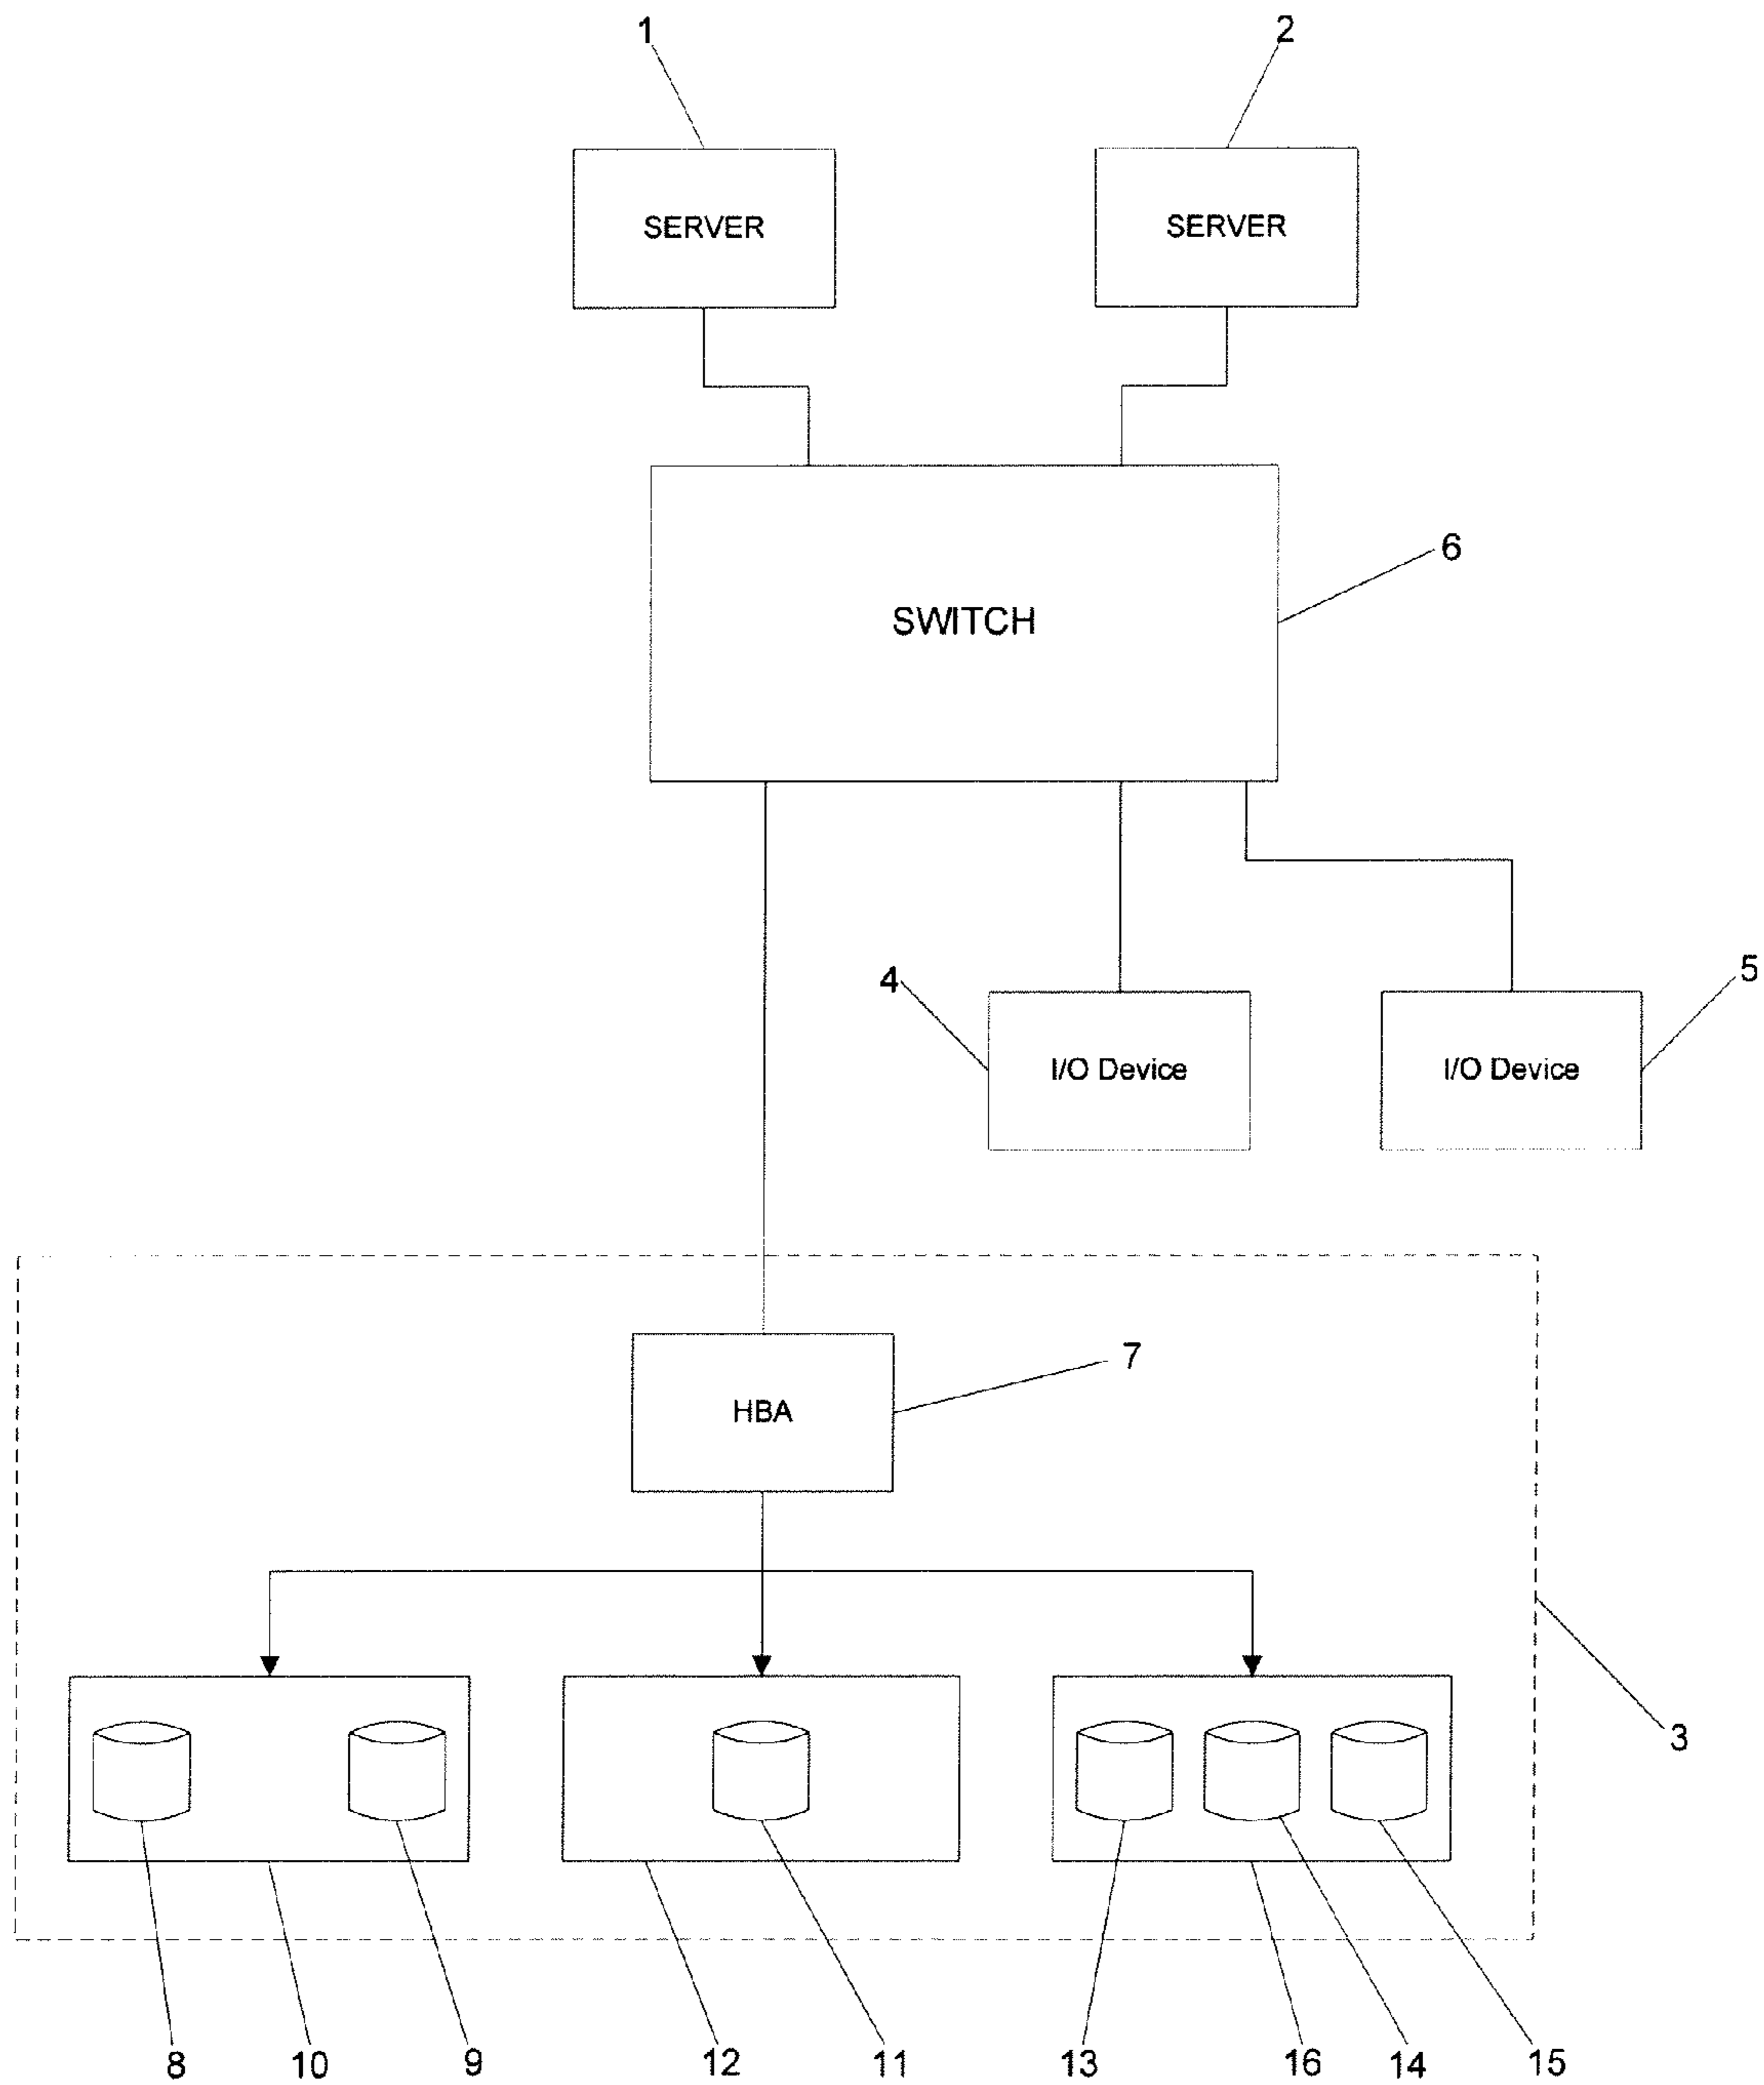 1 2
SERVER SERVER
6
SWITCH
4 5
I/O Device I/O Device
7
HBA
3
8 10 9 12 11 13 16 14 15